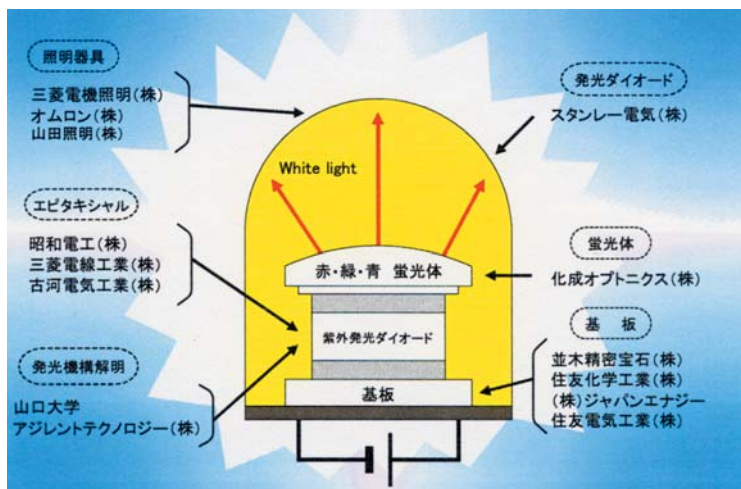 照明器具
三菱電機照明(株)
オムロン(株)
山田照明(株)
エピタキシャル
昭和電工(株)
三菱電線工業(株)
古河電気工業(株)
発光機構解明
山口大学
アジレントテクノロジー(株)
White light
赤・緑・青 蛍光体
紫外発光ダイオード
基板
発光ダイオード
スタンレー電気(株)
蛍光体
化成オプトニクス(株)
基 板
並木精密宝石(株)
住友化学工業(株)
(株)ジャパンエナジー
住友電気工業(株)